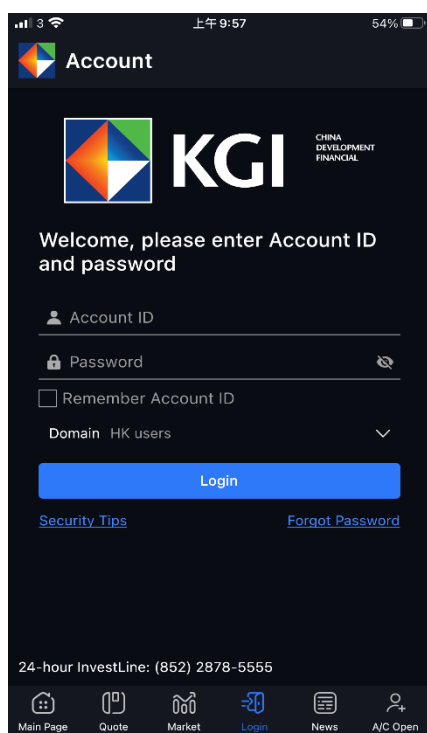 3 上午9:57 54%
Account
KGI
CHINA
DEVELOPMENT
FINANCIAL
Welcome, please enter Account ID
and password
Account ID
Password
Remember Account ID
Domain HK users
Login
Security Tips Forgot Password
24-hour InvestLine: (852) 2878-5555
Main Page Quote Market Login News A/C Open